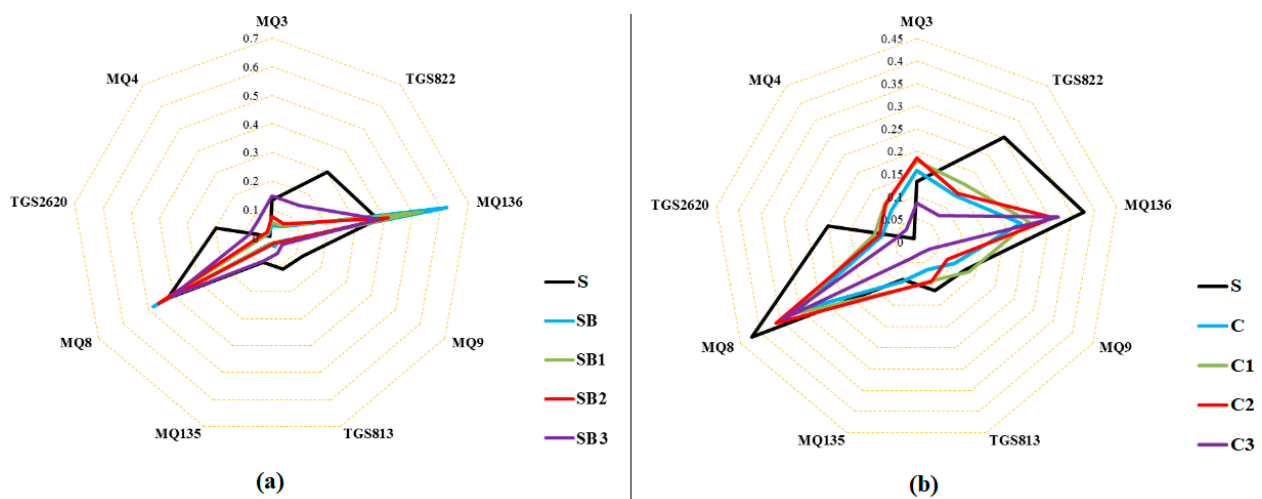 MQ3
0.7
0.6
0.5
0.4
0.3
0.2
0.1
0
TGS822
MQ136
MQ9
TGS813
MQ135
MQ8
TGS2620
MQ4
S
SB
SB1
SB2
SB3
(a)
MQ3
0.45
0.4
0.35
0.3
0.25
0.2
0.15
0.1
0.05
0
TGS822
MQ136
MQ9
TGS813
MQ135
MQ8
TGS2620
MQ4
S
C
C1
C2
C3
(b)